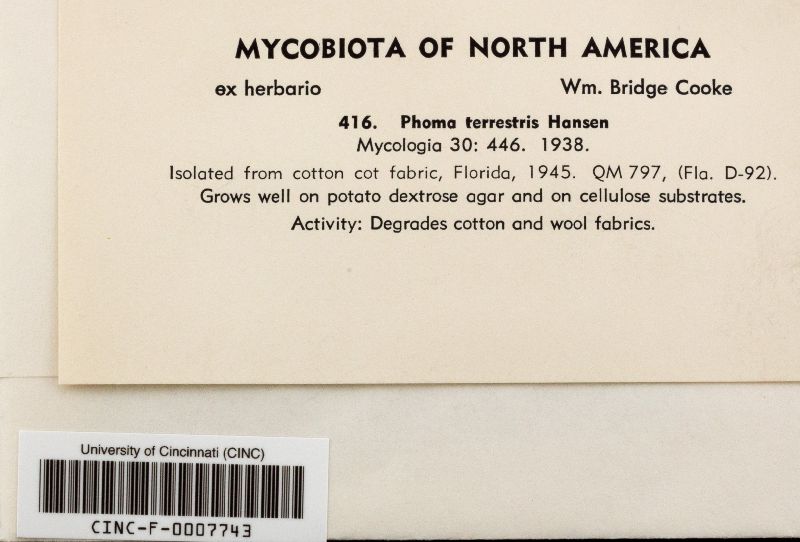 MYCOBIOTA OF NORTH AMERICA
ex herbario Wm. Bridge Cooke
416. Phoma terrestris Hansen
Mycologia 30: 446. 1938.
Isolated from cotton cot fabric, Florida, 1945. QM 797, (Fla. D-92).
Grows well on potato dextrose agar and on cellulose substrates.
Activity: Degrades cotton and wool fabrics.
University of Cincinnati (CINC)
CINC-F-0007743